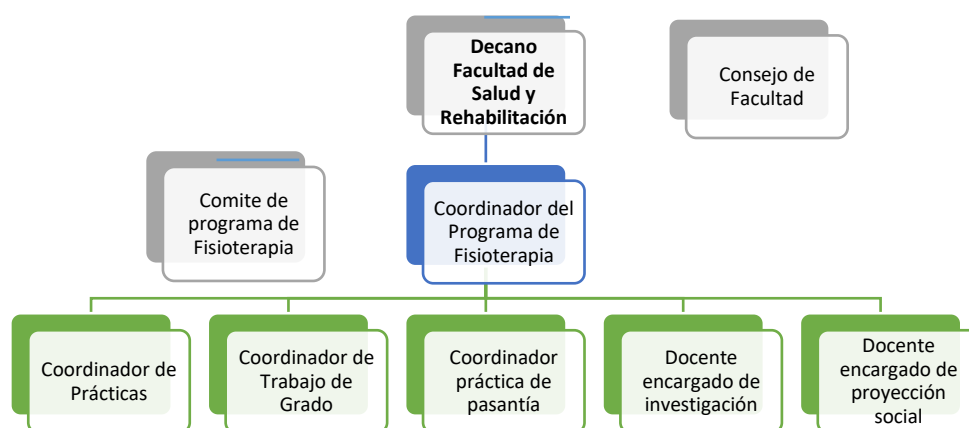 Decano
Facultad de
Salud y
Rehabilitación
Consejo de
Facultad
Comite de
programa de
Fisioterapia
Coordinador del
Programa de
Fisioterapia
Coordinador de
Prácticas
Coordinador de
Trabajo de
Grado
Coordinador
práctica de
pasantía
Docente
encargado de
investigación
Docente
encargado de
proyección
social